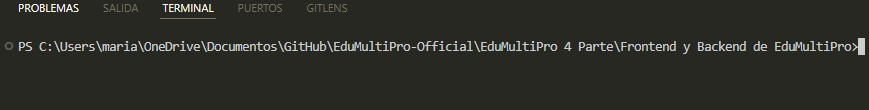 PROBLEMAS SALIDA TERMINAL PUERTOS GITLENS
PS C:\Users\maria\OneDrive\Documentos\GitHub\EduMultiPro-Official\EduMultiPro 4 Parte\Frontend y Backend de EduMultiPro>